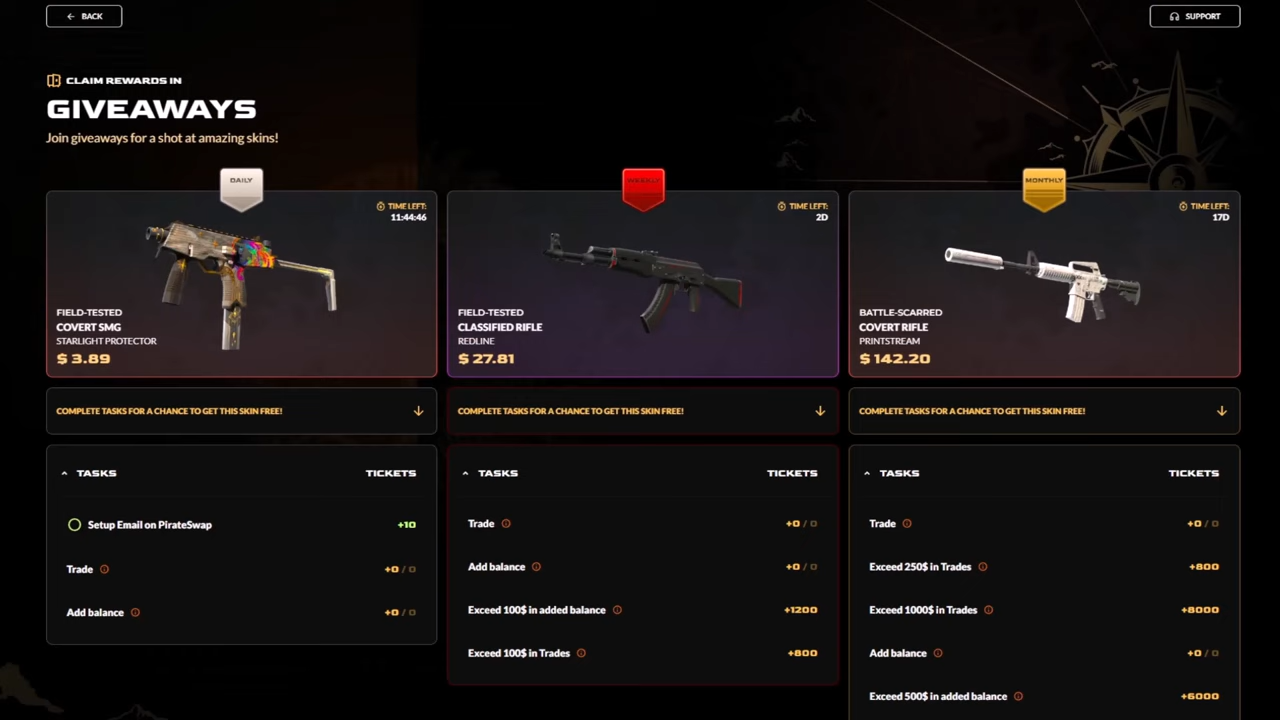 BACK
SUPPORT
CLAIM REWARDS IN
GIVEAWAYS
Join giveaways for a shot at amazing skins!
DAILY
TIME LEFT:
11:44:46
FIELD-TESTED
COVERT SMG
STARLIGHT PROTECTOR
$ 3.89
WEEKLY
TIME LEFT:
2D
FIELD-TESTED
CLASSIFIED RIFLE
REDLINE
$ 27.81
MONTHLY
TIME LEFT:
17D
BATTLE-SCARRED
COVERT RIFLE
PRINTSTREAM
$ 142.20
COMPLETE TASKS FOR A CHANCE TO GET THIS SKIN FREE!
COMPLETE TASKS FOR A CHANCE TO GET THIS SKIN FREE!
COMPLETE TASKS FOR A CHANCE TO GET THIS SKIN FREE!
TASKS TICKETS
Setup Email on PirateSwap +10
Trade +0 / 0
Add balance +0 / 0
TASKS TICKETS
Trade +0 / 0
Add balance +0 / 0
Exceed 100$ in added balance +1200
Exceed 100$ in Trades +800
TASKS TICKETS
Trade +0 / 0
Exceed 250$ in Trades +800
Exceed 1000$ in Trades +8000
Add balance +0 / 0
Exceed 500$ in added balance +6000